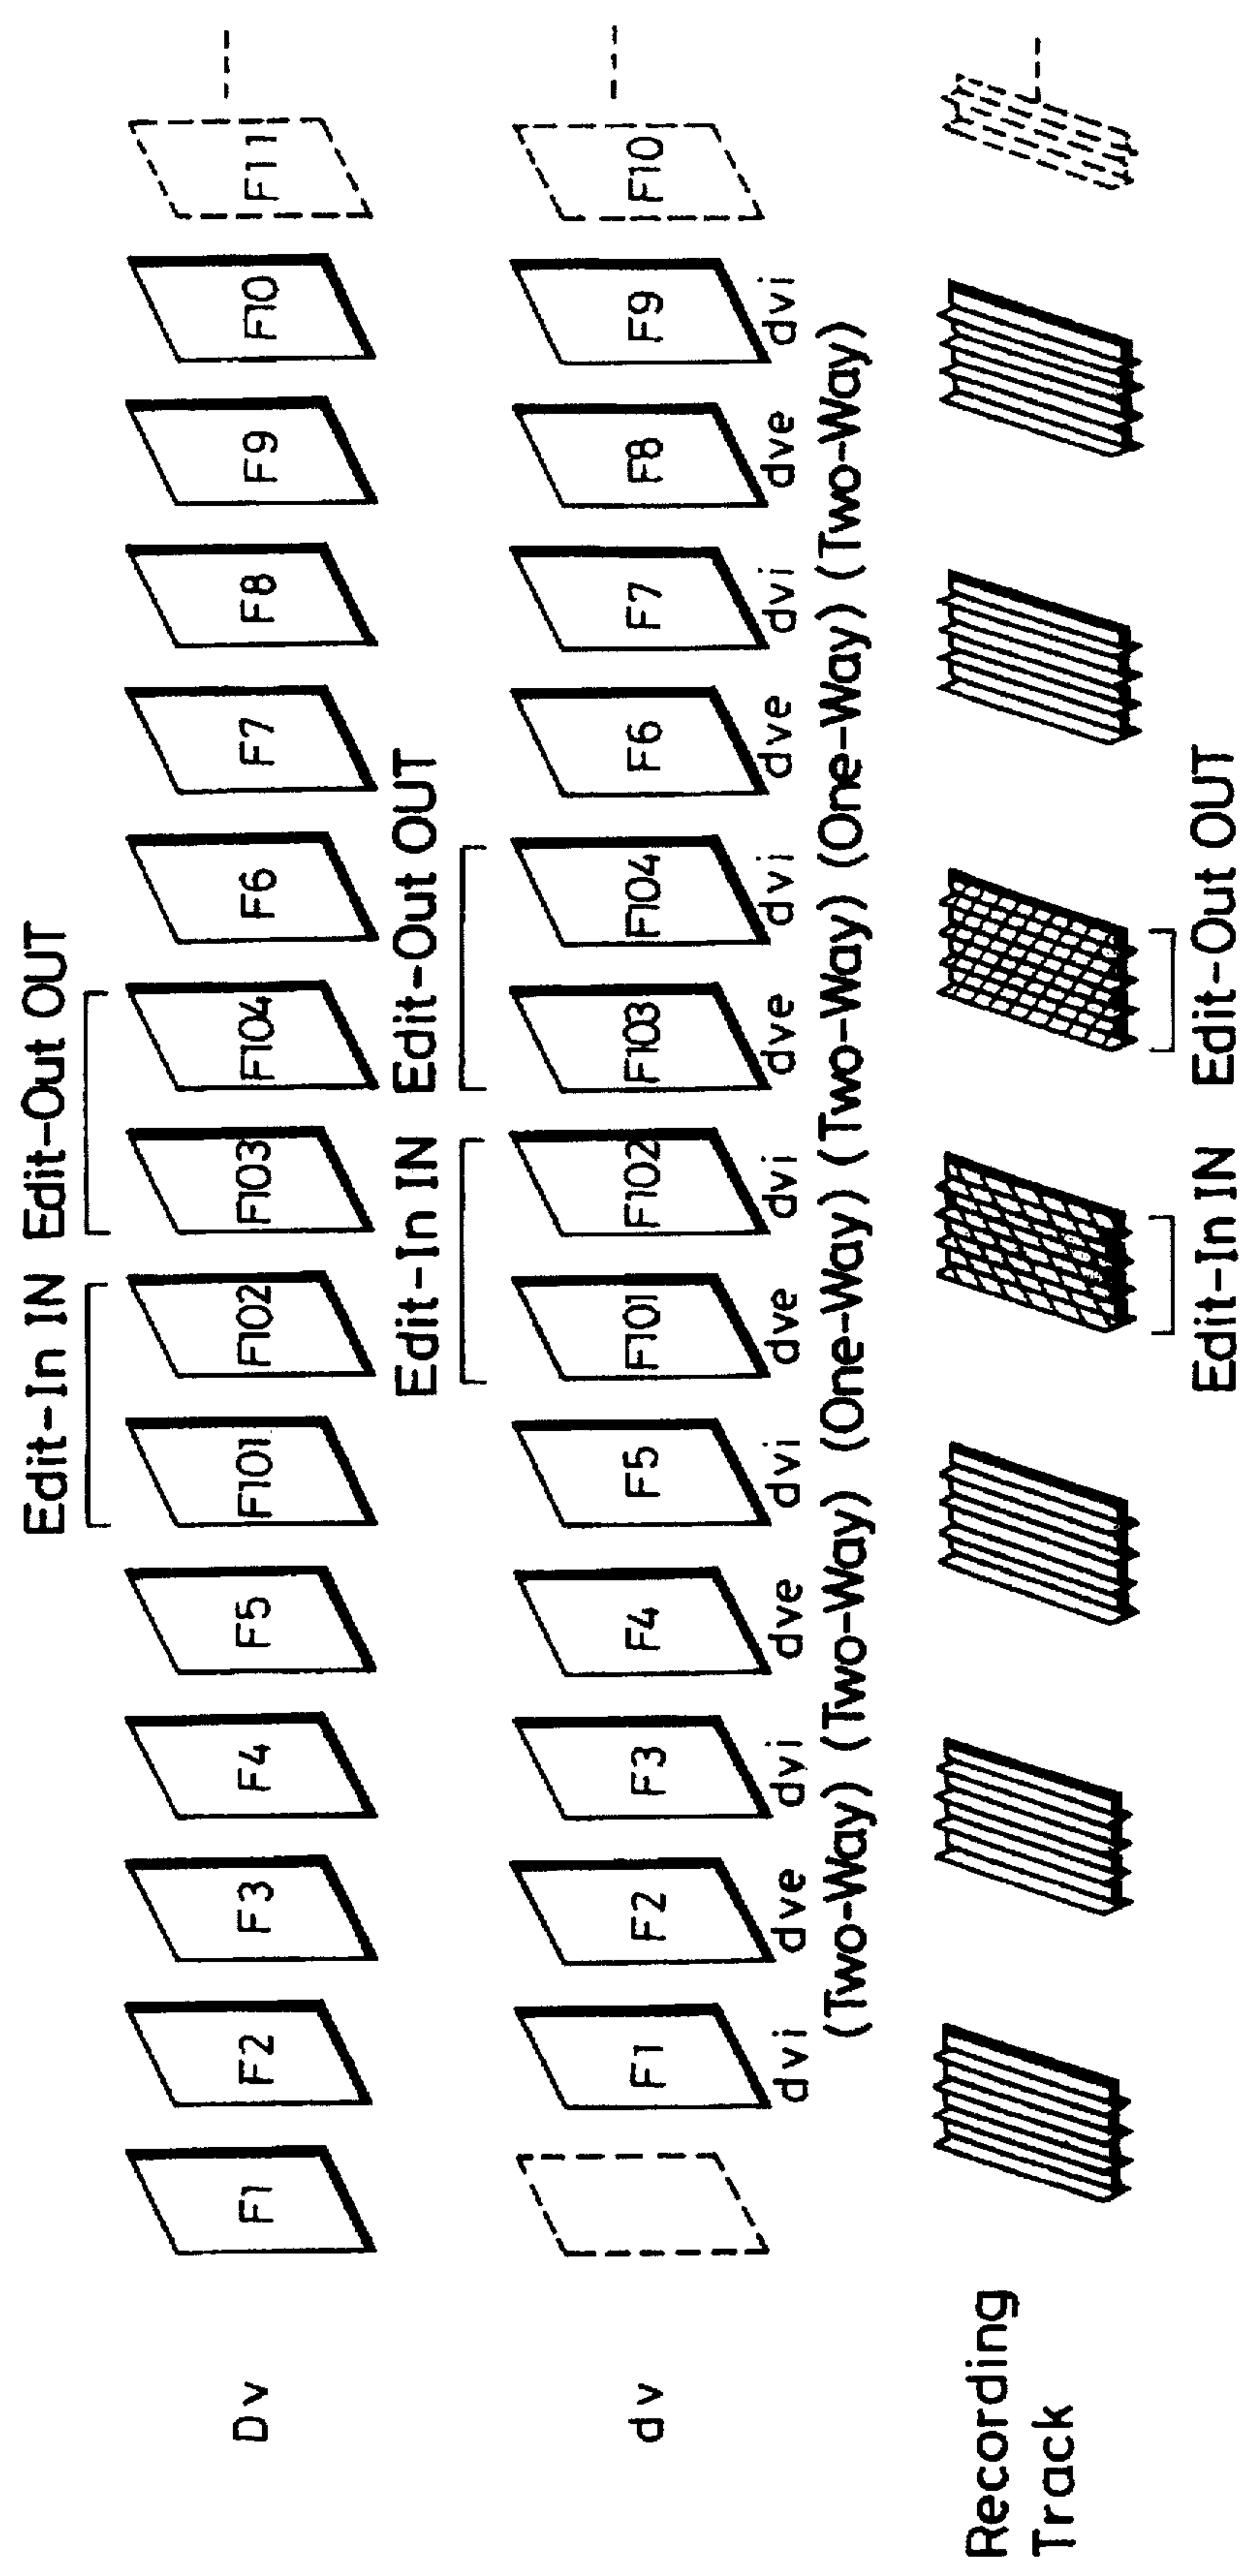 Edit-In IN Edit-Out OUT
Dv F1 F2 F3 F4 F5 F101 F102 F103 F104 F6 F7 F8 F9 F10 F11
Edit-In IN Edit-Out OUT
dv F1 F2 F3 F4 F5 F101 F102 F103 F104 F6 F7 F8 F9 F10
dvi dve dvi dve dvi dve dvi dve dvi dve dvi dve dvi
(Two-Way) (Two-Way) (One-Way) (Two-Way) (One-Way) (Two-Way)
Recording
Track
Edit-In IN Edit-Out OUT